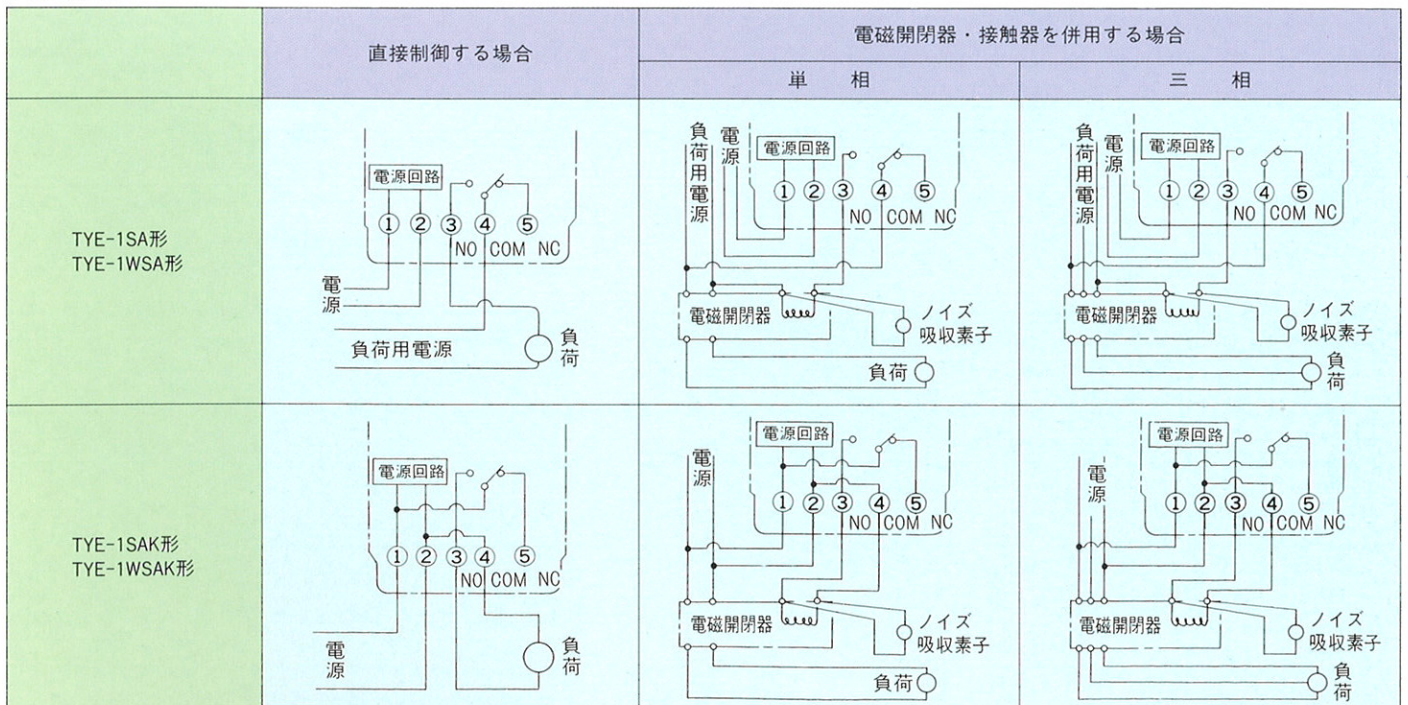 直接制御する場合
電磁開閉器・接触器を併用する場合
単 相
三 相
TYE-1SA形
TYE-1WSA形
電源回路
① ② ③ ④ ⑤
NO COM NC
電源
負荷用電源
負荷
負荷用電源
電源
電源回路
① ② ③ ④ ⑤
NO COM NC
電磁開閉器
ノイズ
吸収素子
負荷
負荷用電源
電源
電源回路
① ② ③ ④ ⑤
NO COM NC
電磁開閉器
ノイズ
吸収素子
負荷
TYE-1SAK形
TYE-1WSAK形
電源回路
① ② ③ ④ ⑤
NO COM NC
電源
負荷
電源
電源回路
① ② ③ ④ ⑤
NO COM NC
電磁開閉器
ノイズ
吸収素子
負荷
電源
電源回路
① ② ③ ④ ⑤
NO COM NC
電磁開閉器
ノイズ
吸収素子
負荷